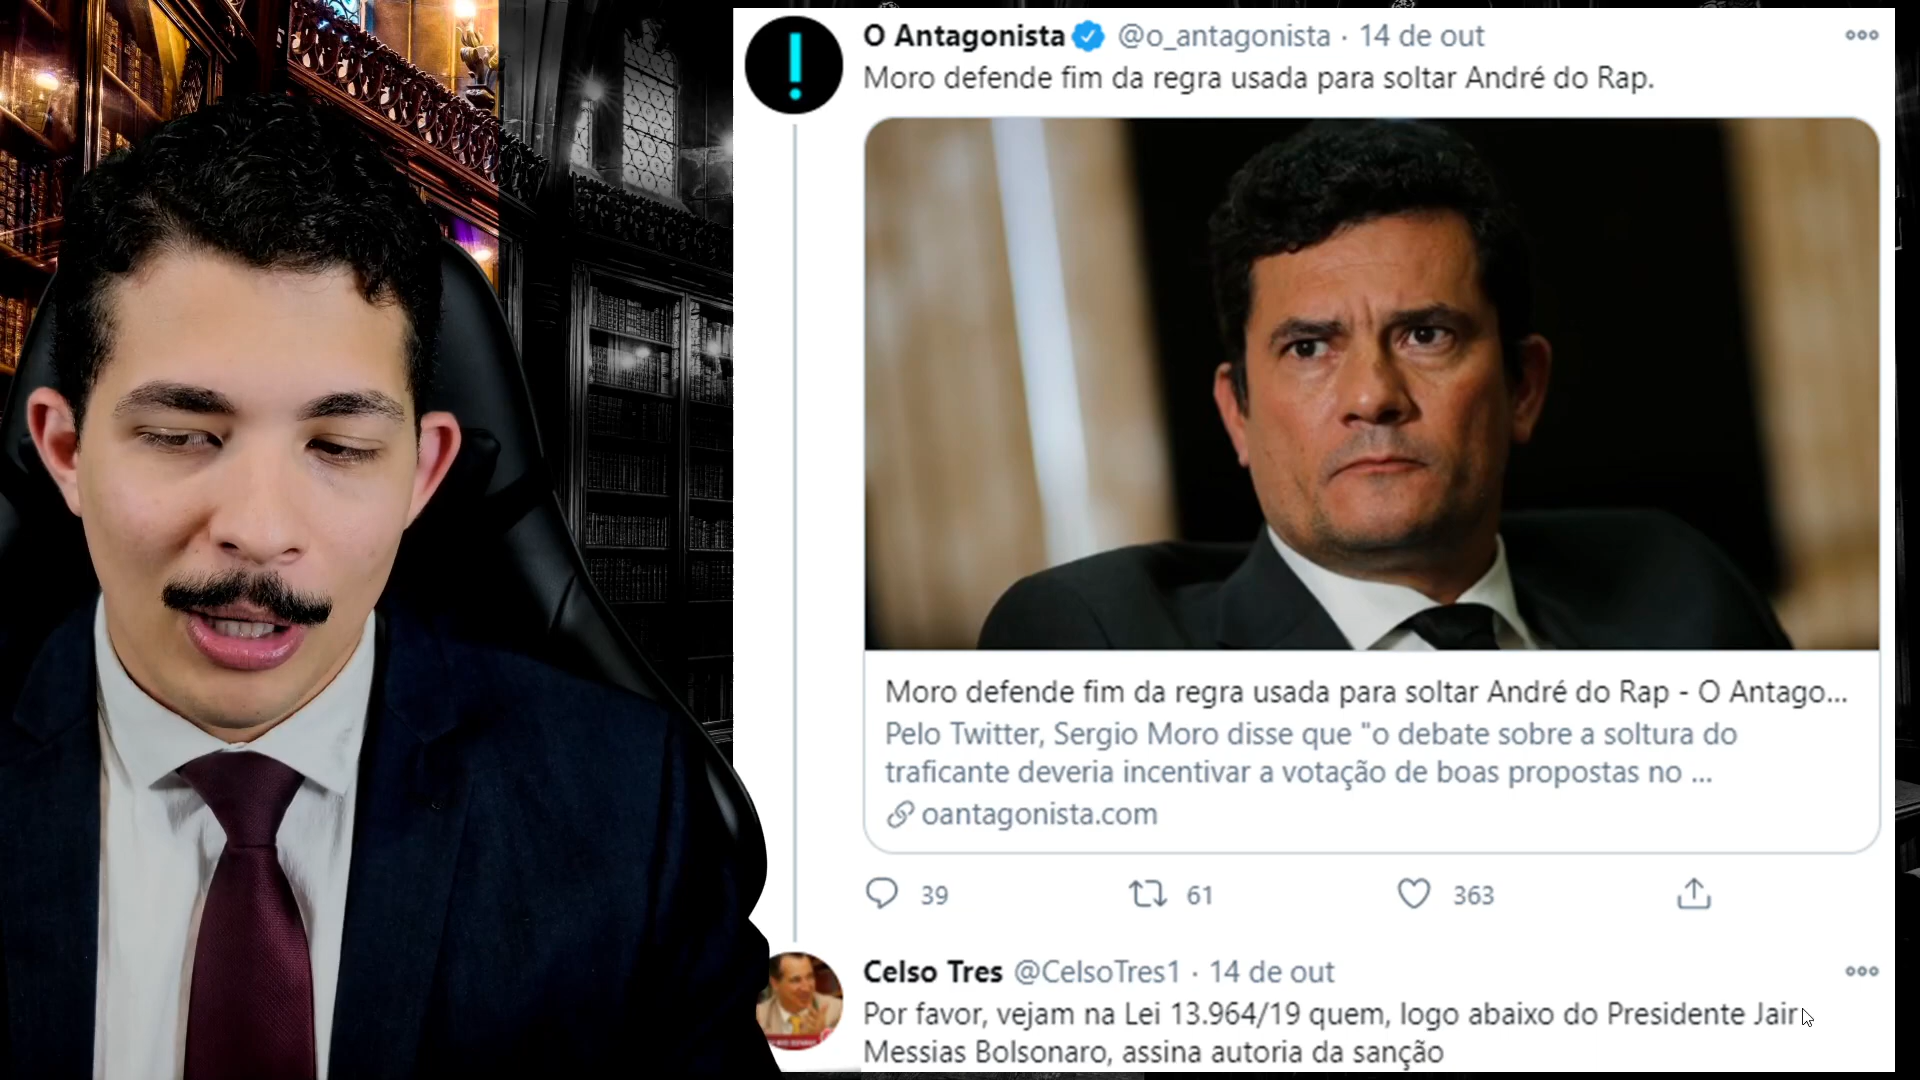 O Antagonista @o_antagonista · 14 de out
Moro defende fim da regra usada para soltar André do Rap.
Moro defende fim da regra usada para soltar André do Rap - O Antago...
Pelo Twitter, Sergio Moro disse que "o debate sobre a soltura do
traficante deveria incentivar a votação de boas propostas no ...
oantagonista.com
39 61 363
Celso Tres @CelsoTres1 · 14 de out
Por favor, vejam na Lei 13.964/19 quem, logo abaixo do Presidente Jair
Messias Bolsonaro, assina autoria da sanção